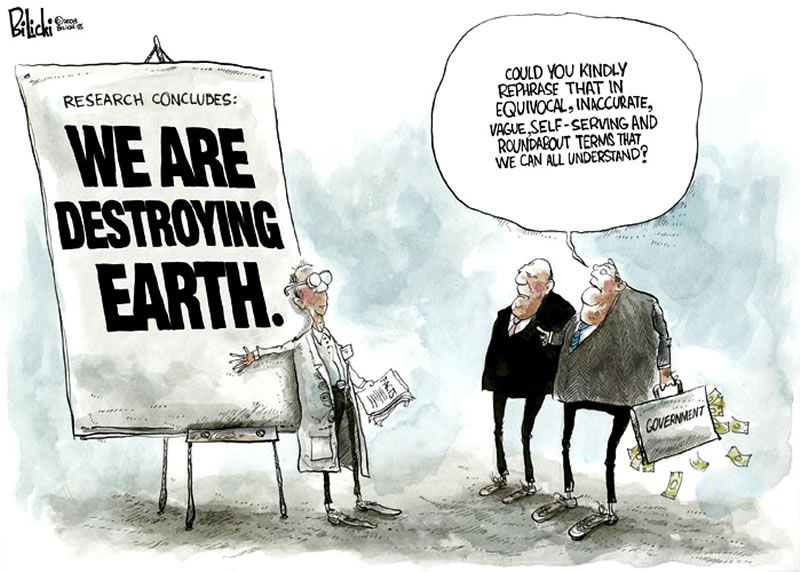 Bilicki
©2008
RESEARCH CONCLUDES:
WE ARE
DESTROYING
EARTH.
COULD YOU KINDLY
REPHRASE THAT IN
EQUIVOCAL, INACCURATE,
VAGUE, SELF-SERVING AND
ROUNDABOUT TERMS THAT
WE CAN ALL UNDERSTAND?
GOVERNMENT